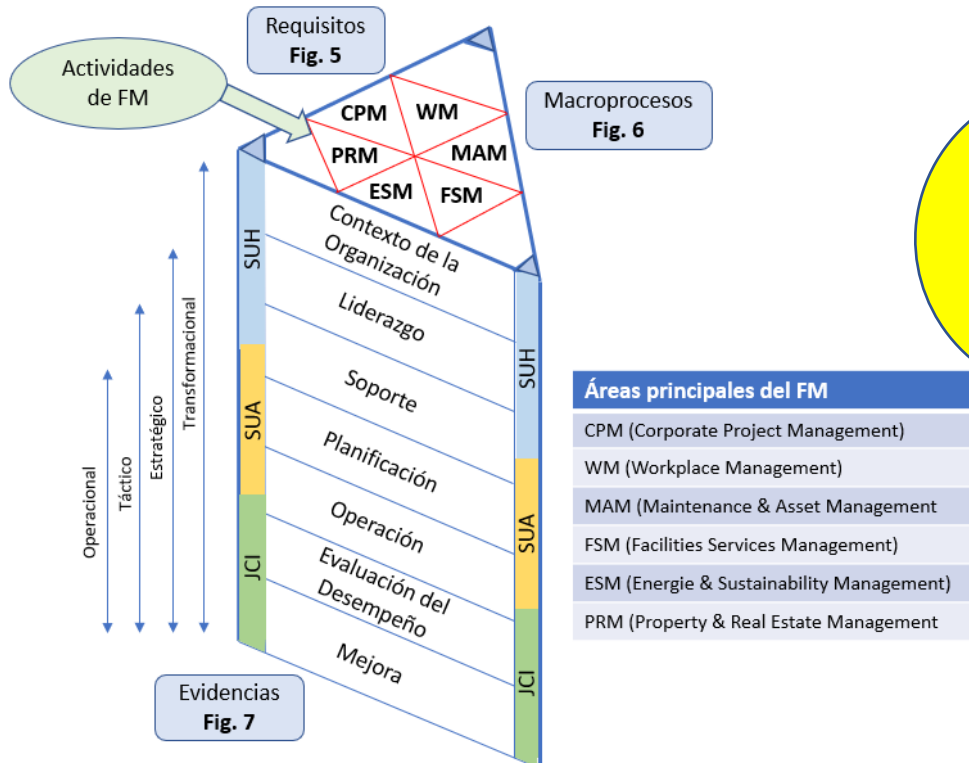 Requisitos
Fig. 5
Actividades
de FM
Macroprocesos
Fig. 6
CPM
WM
PRM
MAM
ESM
FSM
SUH
SUA
JCI
Operacional
Táctico
Estratégico
Transformacional
Contexto de la
Organización
Liderazgo
Soporte
Planificación
Operación
Evaluación del
Desempeño
Mejora
SUH
SUA
JCI
Evidencias
Fig. 7
Áreas principales del FM
CPM (Corporate Project Management)
WM (Workplace Management)
MAM (Maintenance & Asset Management
FSM (Facilities Services Management)
ESM (Energie & Sustainability Management)
PRM (Property & Real Estate Management